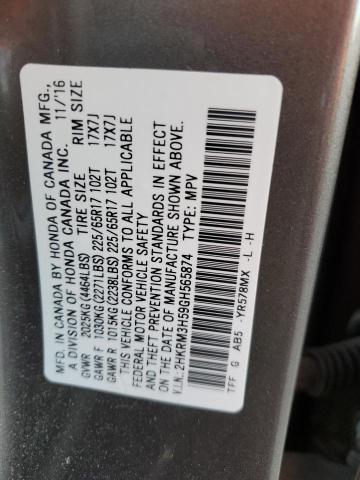 MFD. IN CANADA BY HONDA OF CANADA MFG.,
A DIVISION OF HONDA CANADA INC. 11/16
TIRE SIZE RIM SIZE
GVWR 2025KG(4464LBS)
GAWR F 1030KG(2271LBS) 225/65R17 102T 17X7J
GAWR R 1015KG(2238LBS) 225/65R17 102T 17X7J
THIS VEHICLE CONFORMS TO ALL APPLICABLE
FEDERAL MOTOR VEHICLE SAFETY
AND THEFT PREVENTION STANDARDS IN EFFECT
ON THE DATE OF MANUFACTURE SHOWN ABOVE.
V.I.N.: 2HKRM3H59GH565874 TYPE: MPV
TFF G AB5 YR578MX -L -H